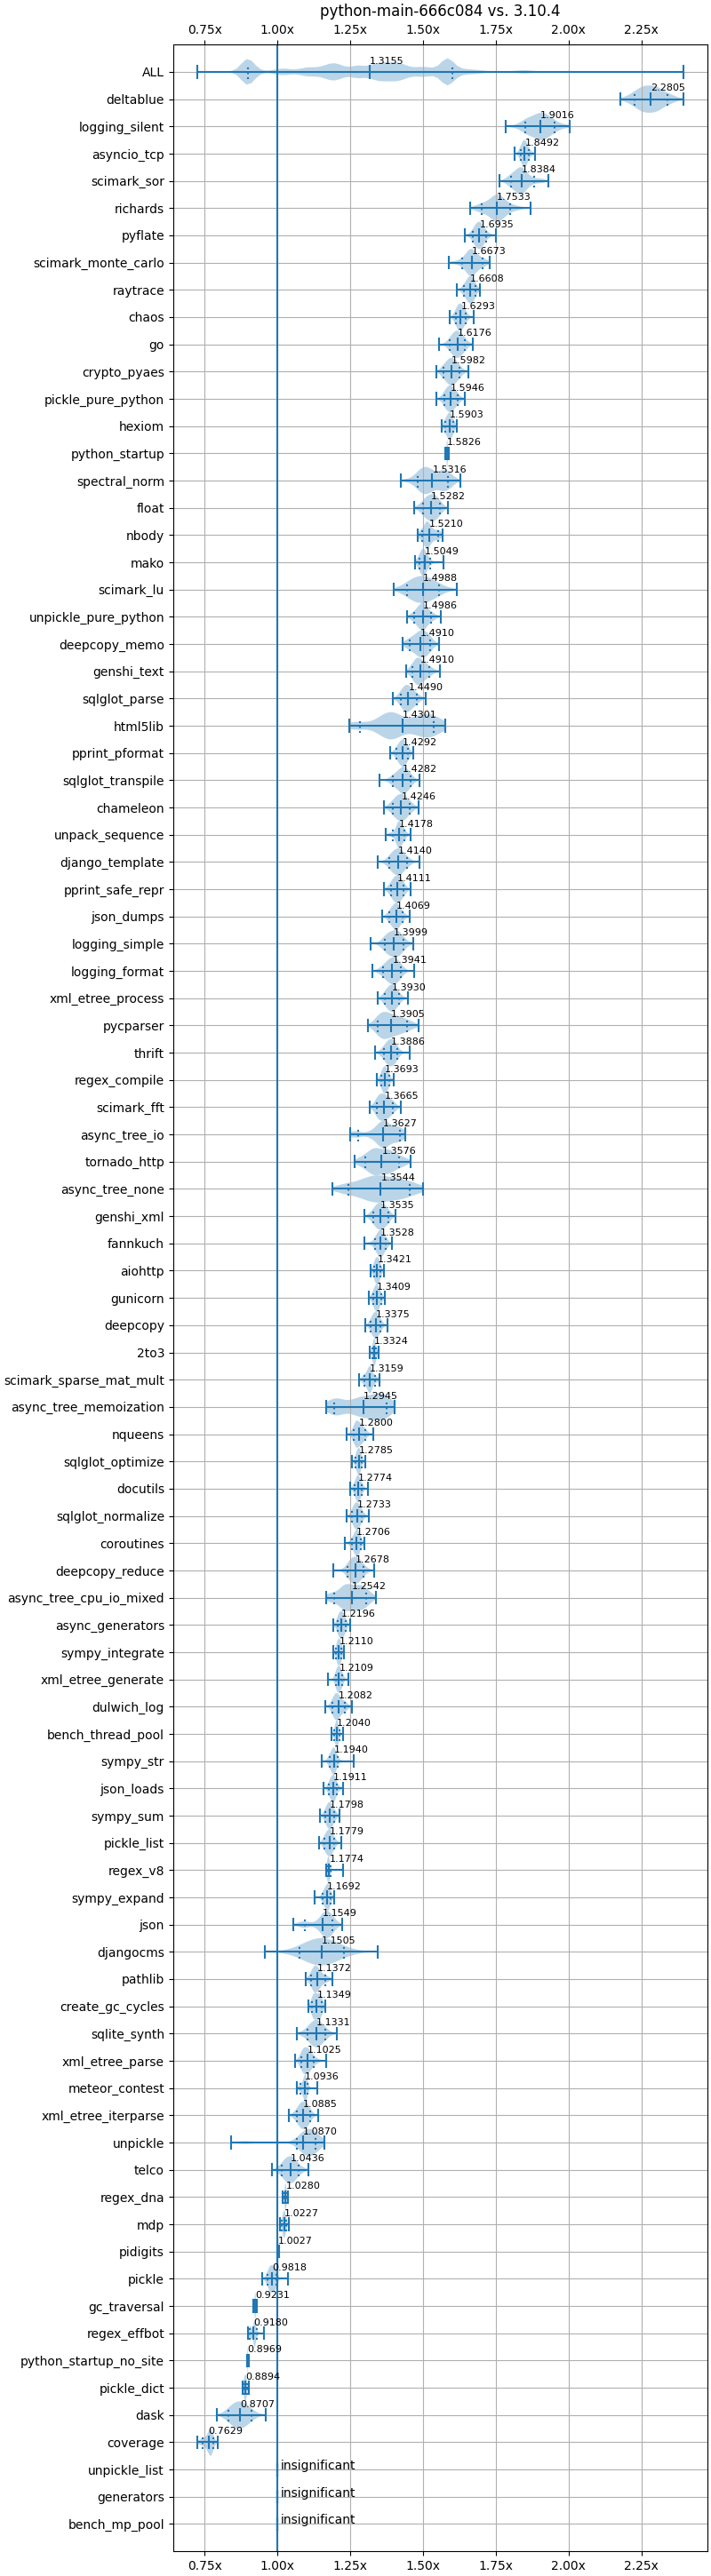 python-main-666c084 vs. 3.10.4
0.75x 1.00x 1.25x 1.50x 1.75x 2.00x 2.25x
ALL 1.3155
deltablue 2.2805
logging_silent 1.9016
asyncio_tcp 1.8492
scimark_sor 1.8384
richards 1.7533
pyflate 1.6935
scimark_monte_carlo 1.6673
raytrace 1.6608
chaos 1.6293
go 1.6176
crypto_pyaes 1.5982
pickle_pure_python 1.5946
hexiom 1.5903
python_startup 1.5826
spectral_norm 1.5316
float 1.5282
nbody 1.5210
mako 1.5049
scimark_lu 1.4988
unpickle_pure_python 1.4986
deepcopy_memo 1.4910
genshi_text 1.4910
sqlglot_parse 1.4490
html5lib 1.4301
pprint_pformat 1.4292
sqlglot_transpile 1.4282
chameleon 1.4246
unpack_sequence 1.4178
django_template 1.4140
pprint_safe_repr 1.4111
json_dumps 1.4069
logging_simple 1.3999
logging_format 1.3941
xml_etree_process 1.3930
pycparser 1.3905
thrift 1.3886
regex_compile 1.3693
scimark_fft 1.3665
async_tree_io 1.3627
tornado_http 1.3576
async_tree_none 1.3544
genshi_xml 1.3535
fannkuch 1.3528
aiohttp 1.3421
gunicorn 1.3409
deepcopy 1.3375
2to3 1.3324
scimark_sparse_mat_mult 1.3159
async_tree_memoization 1.2945
nqueens 1.2800
sqlglot_optimize 1.2785
docutils 1.2774
sqlglot_normalize 1.2733
coroutines 1.2706
deepcopy_reduce 1.2678
async_tree_cpu_io_mixed 1.2542
async_generators 1.2196
sympy_integrate 1.2110
xml_etree_generate 1.2109
dulwich_log 1.2082
bench_thread_pool 1.2040
sympy_str 1.1940
json_loads 1.1911
sympy_sum 1.1798
pickle_list 1.1779
regex_v8 1.1774
sympy_expand 1.1692
json 1.1549
djangocms 1.1505
pathlib 1.1372
create_gc_cycles 1.1349
sqlite_synth 1.1331
xml_etree_parse 1.1025
meteor_contest 1.0936
xml_etree_iterparse 1.0885
unpickle 1.0870
telco 1.0436
regex_dna 1.0280
mdp 1.0227
pidigits 1.0027
pickle 0.9818
gc_traversal 0.9231
regex_effbot 0.9180
python_startup_no_site 0.8969
pickle_dict 0.8894
dask 0.8707
coverage 0.7629
unpickle_list insignificant
generators insignificant
bench_mp_pool insignificant
0.75x 1.00x 1.25x 1.50x 1.75x 2.00x 2.25x